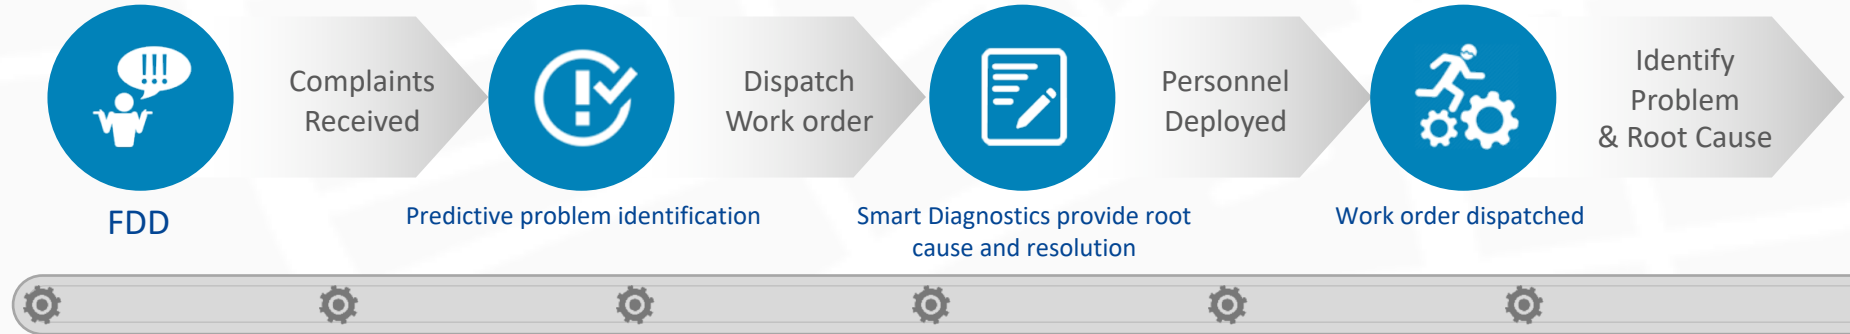 !!!
Complaints
Received
Dispatch
Work order
Personnel
Deployed
Identify
Problem
& Root Cause
FDD
Predictive problem identification
Smart Diagnostics provide root
cause and resolution
Work order dispatched